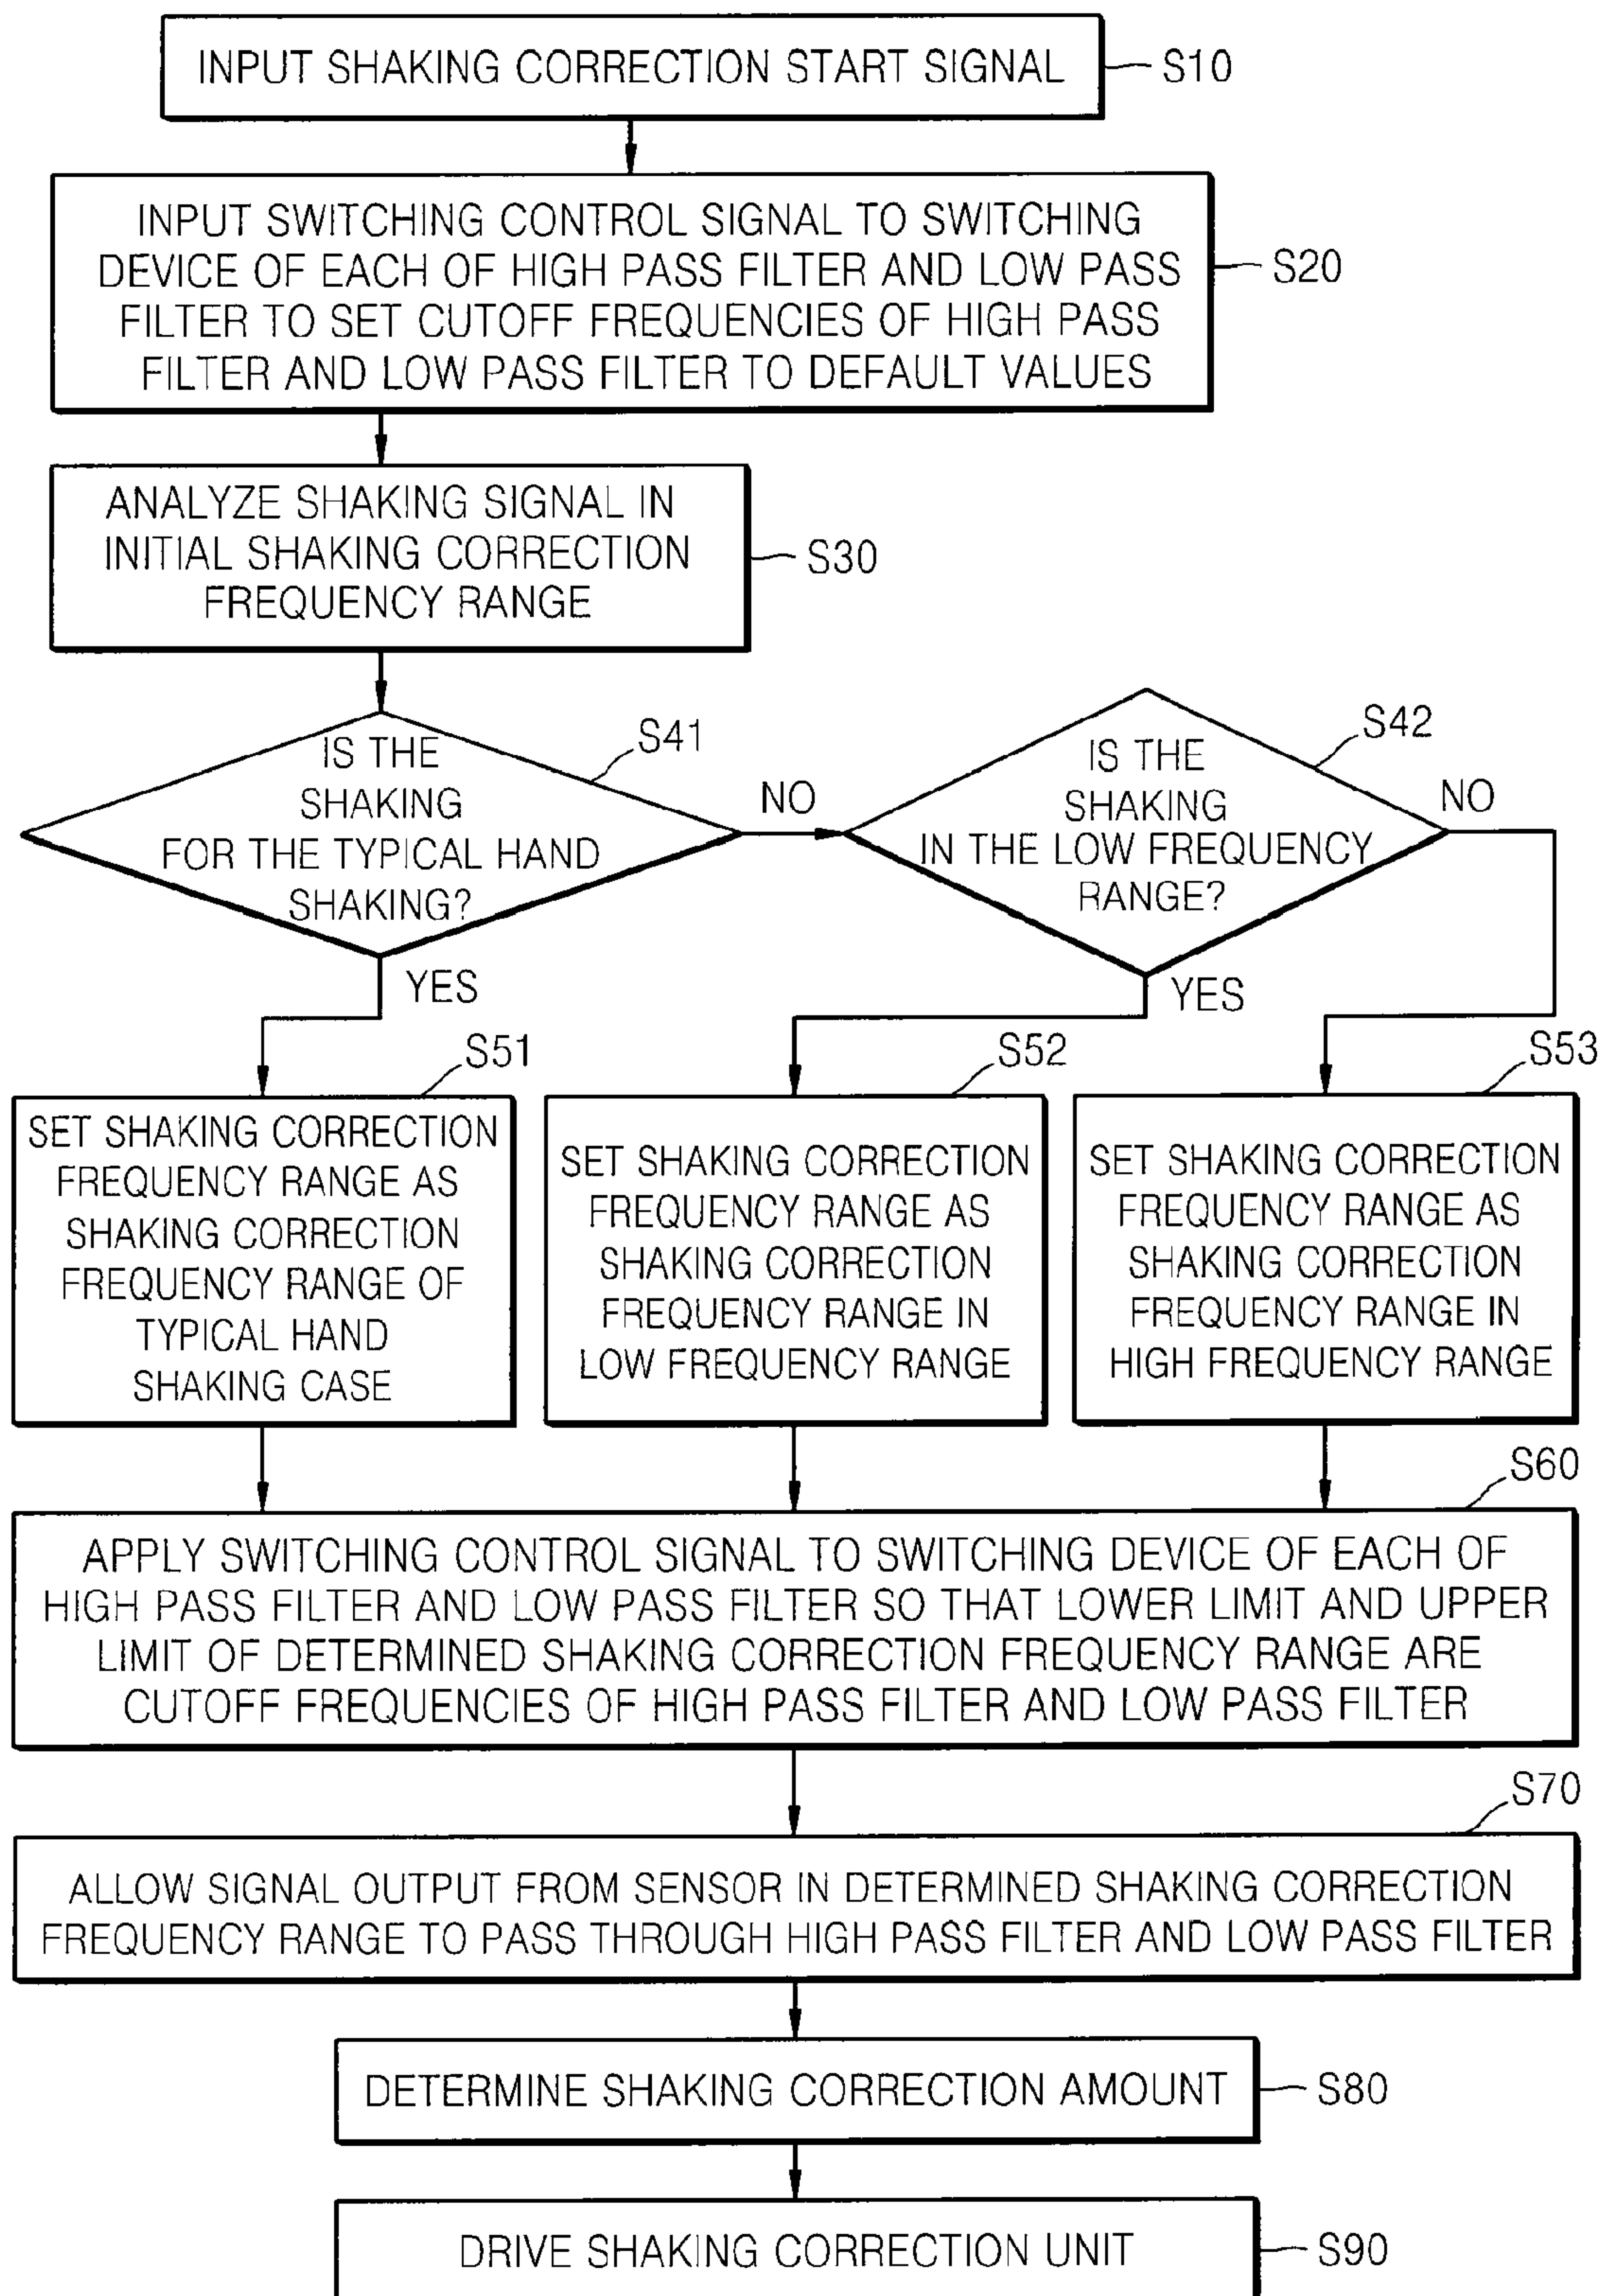 INPUT SHAKING CORRECTION START SIGNAL
S10
INPUT SWITCHING CONTROL SIGNAL TO SWITCHING
DEVICE OF EACH OF HIGH PASS FILTER AND LOW PASS
FILTER TO SET CUTOFF FREQUENCIES OF HIGH PASS
FILTER AND LOW PASS FILTER TO DEFAULT VALUES
S20
ANALYZE SHAKING SIGNAL IN
INITIAL SHAKING CORRECTION
FREQUENCY RANGE
S30
IS THE
SHAKING
FOR THE TYPICAL HAND
SHAKING?
S41
NO
YES
IS THE
SHAKING
IN THE LOW FREQUENCY
RANGE?
S42
NO
YES
S51
SET SHAKING CORRECTION
FREQUENCY RANGE AS
SHAKING CORRECTION
FREQUENCY RANGE OF
TYPICAL HAND
SHAKING CASE
S52
SET SHAKING CORRECTION
FREQUENCY RANGE AS
SHAKING CORRECTION
FREQUENCY RANGE IN
LOW FREQUENCY RANGE
S53
SET SHAKING CORRECTION
FREQUENCY RANGE AS
SHAKING CORRECTION
FREQUENCY RANGE IN
HIGH FREQUENCY RANGE
S60
APPLY SWITCHING CONTROL SIGNAL TO SWITCHING DEVICE OF EACH OF
HIGH PASS FILTER AND LOW PASS FILTER SO THAT LOWER LIMIT AND UPPER
LIMIT OF DETERMINED SHAKING CORRECTION FREQUENCY RANGE ARE
CUTOFF FREQUENCIES OF HIGH PASS FILTER AND LOW PASS FILTER
S70
ALLOW SIGNAL OUTPUT FROM SENSOR IN DETERMINED SHAKING CORRECTION
FREQUENCY RANGE TO PASS THROUGH HIGH PASS FILTER AND LOW PASS FILTER
DETERMINE SHAKING CORRECTION AMOUNT
S80
DRIVE SHAKING CORRECTION UNIT
S90